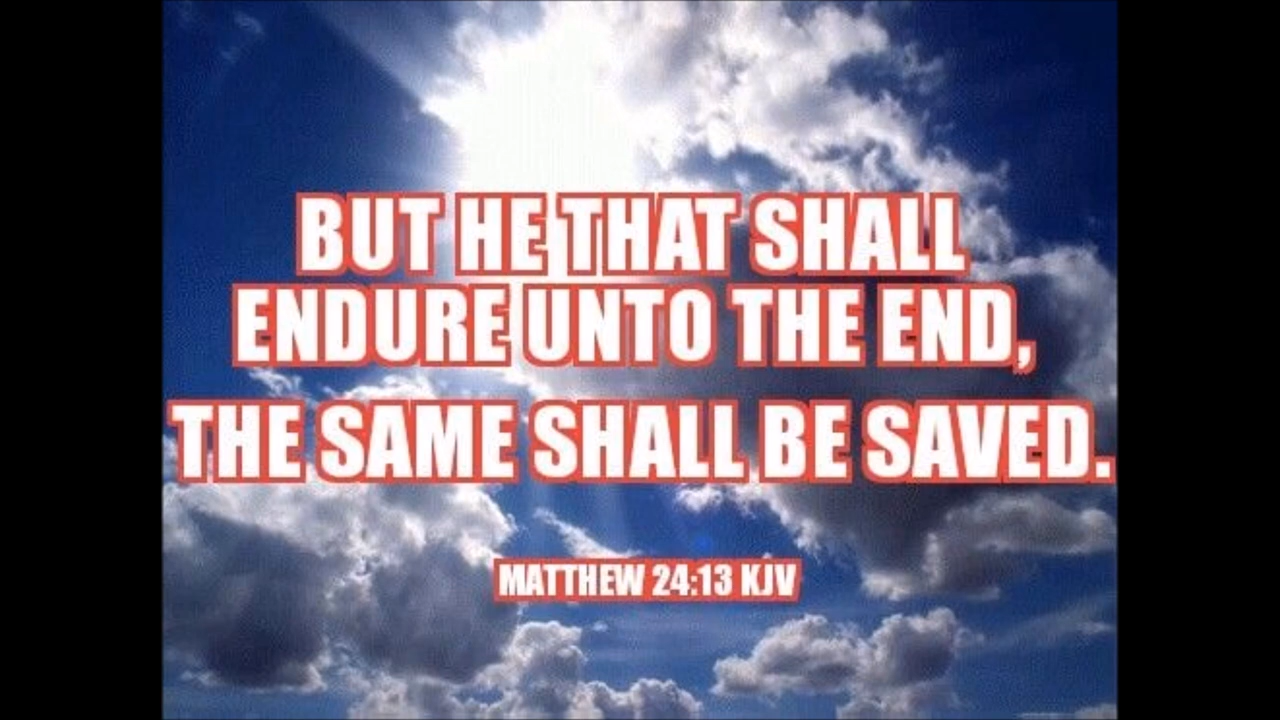 BUT HE THAT SHALL
ENDURE UNTO THE END,
THE SAME SHALL BE SAVED.
MATTHEW 24:13 KJV